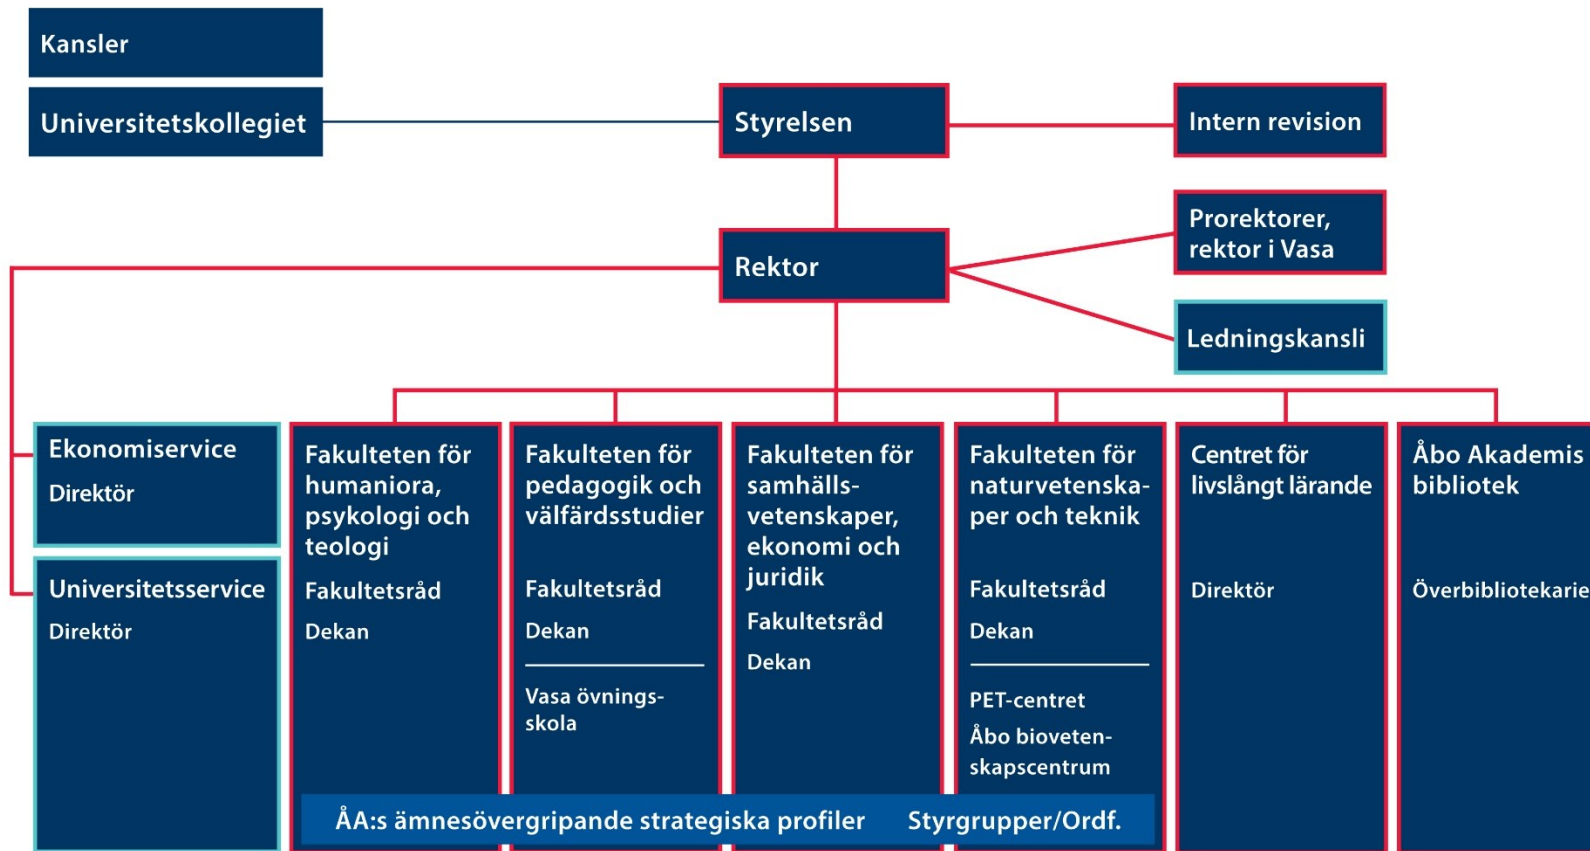 Kansler
Universitetskollegiet
Styrelsen
Intern revision
Prorektorer,
rektor i Vasa
Rektor
Ledningskansli
Ekonomiservice
Direktör
Universitetsservice
Direktör
Fakulteten för
humaniora,
psykologi och
teologi
Fakultetsråd
Dekan
Fakulteten för
pedagogik och
välfärdsstudier
Fakultetsråd
Dekan
Vasa övnings-
skola
Fakulteten för
samhälls-
vetenskaper,
ekonomi och
juridik
Fakultetsråd
Dekan
Fakulteten för
naturvetenska-
per och teknik
Fakultetsråd
Dekan
PET-centret
Åbo bioveten-
skapscentrum
Centret för
livslångt lärande
Direktör
Åbo Akademis
bibliotek
Överbibliotekarie
ÅA:s ämnesövergripande strategiska profiler Styrgrupper/Ordf.